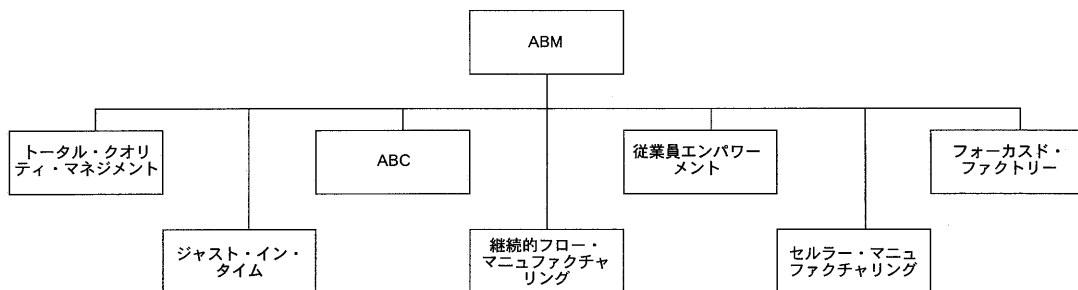 ABM
トータル・クオリ
ティ・マネジメント
ABC
従業員エンパワー
メント
フォーカスド・
ファクトリー
ジャスト・イン・
タイム
継続的フロー・
マニュファクチャ
リング
セルラー・マニュ
ファクチャリング